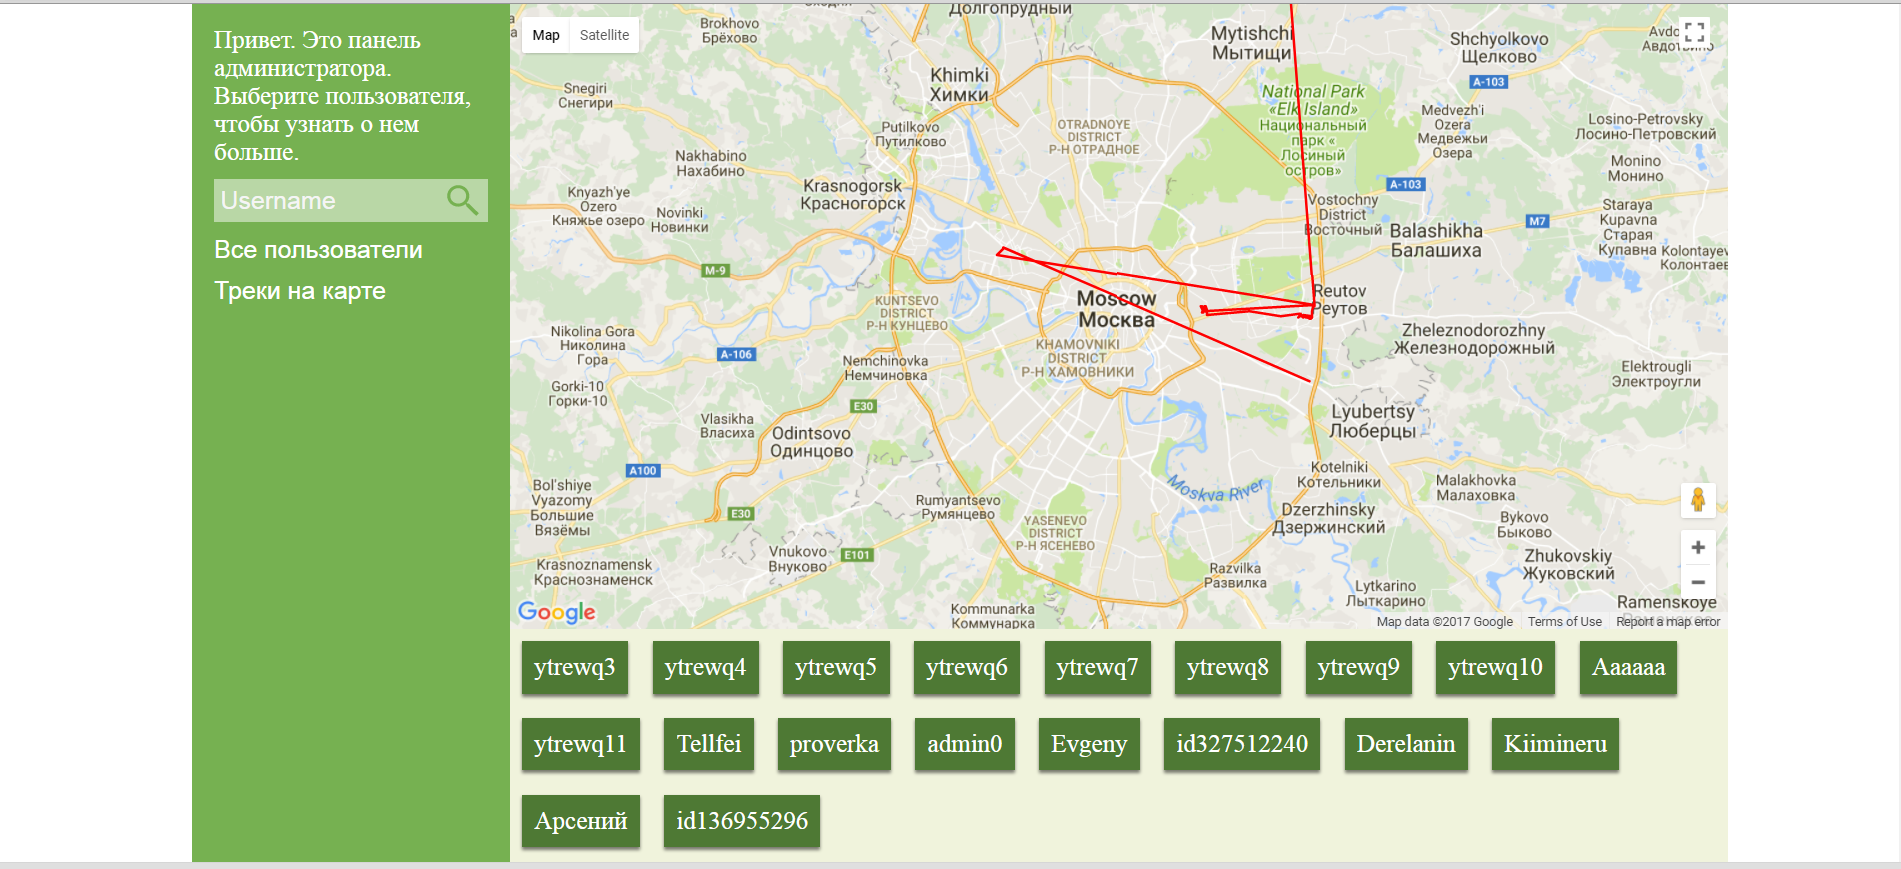 Привет. Это панель
администратора.
Выберите пользователя,
чтобы узнать о нем
больше.
Username
Все пользователи
Треки на карте
Map
Satellite
Долгопрудный
Brokhovo
Брёхово
Mytishchi
Мытищи
Shchyolkovo
Щелково
Khimki
Химки
A-103
Snegiri
Снегири
National Park
«Elk Island»
Национальный
парк «
Лосиный
остров»
Medvezh'i
Ozera
Медвежьи
Озера
Losino-Petrovsky
Лосино-Петровский
Putilkovo
Путилково
OTRADNOYE
DISTRICT
Р-Н ОТРАДНОЕ
Nakhabino
Нахабино
Monino
Монино
Krasnogorsk
Красногорск
A-103
Knyazh'ye
Ozero
Княжье озеро
Novinki
Новинки
Vostochny
District
Восточный
Balashikha
Балашиха
M7
Staraya
Kupavna
Старая
Купавна
Kolontayev
Колонтаев
M-9
Moscow
Москва
Reutov
Реутов
KUNTSEVO
DISTRICT
Р-Н КУНЦЕВО
Nikolina Gora
Николина
Гора
A-106
KHAMOVNIKI
DISTRICT
Р-Н ХАМОВНИКИ
Zheleznodorozhny
Железнодорожный
Nemchinovka
Немчиновка
Elektrougli
Электроугли
Gorki-10
Горки-10
E30
Vlasikha
Власиха
Odintsovo
Одинцово
Lyubertsy
Люберцы
A100
Kotelniki
Котельники
Malakhovka
Малаховка
Bol'shiye
Vyazomy
Большие
Вязёмы
E30
Rumyantsevo
Румянцево
Moskva River
Dzerzhinsky
Дзержинский
Bykovo
Быково
YASENEVO
DISTRICT
Р-Н ЯСЕНЕВО
Vnukovo
Внуково
E101
Krasnoznamensk
Краснознаменск
Razvilka
Развилка
Zhukovskiy
Жуковский
Lytkarino
Лыткарино
Kommunarka
Коммунарка
Ramenskoye
Google
Map data ©2017 Google
Terms of Use
Report a map error
ytrewq3
ytrewq4
ytrewq5
ytrewq6
ytrewq7
ytrewq8
ytrewq9
ytrewq10
Aaaaaa
ytrewq11
Tellfei
proverka
admin0
Evgeny
id327512240
Derelanin
Kiimineru
Арсений
id136955296